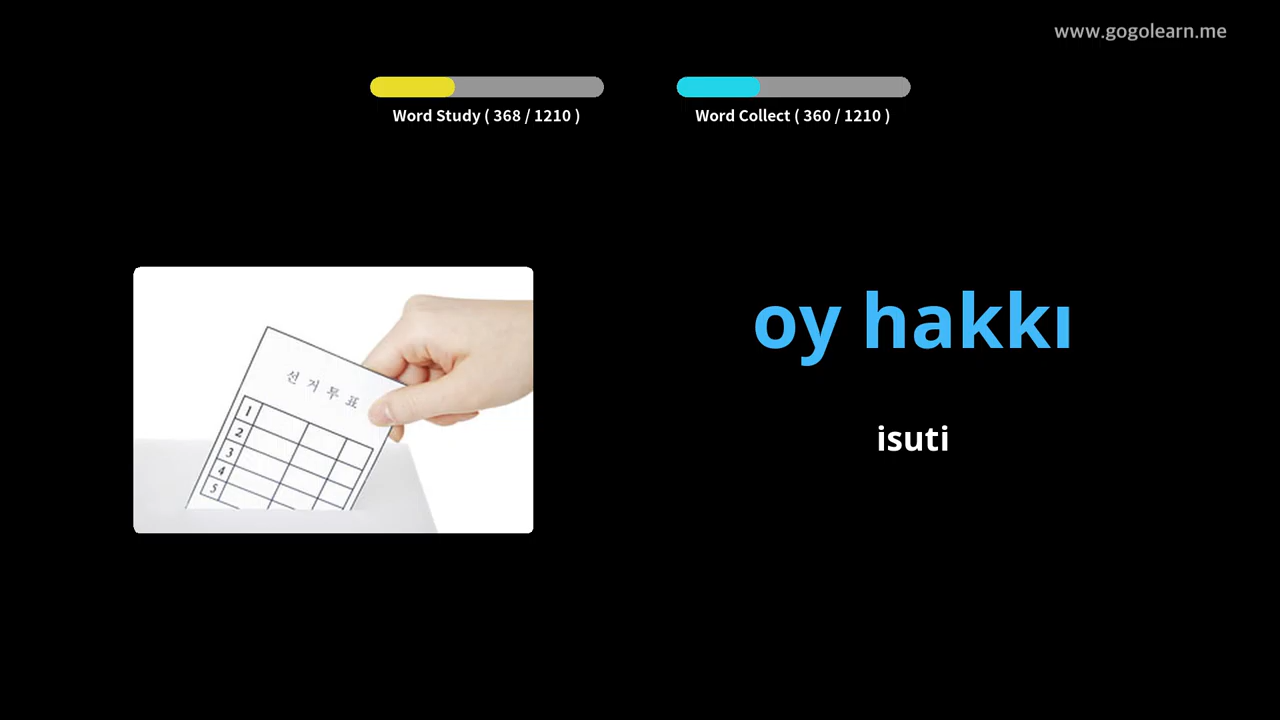 www.gogolearn.me
Word Study ( 368 / 1210 )
Word Collect ( 360 / 1210 )
oy hakkı
isuti
선거투표
1
2
3
4
5